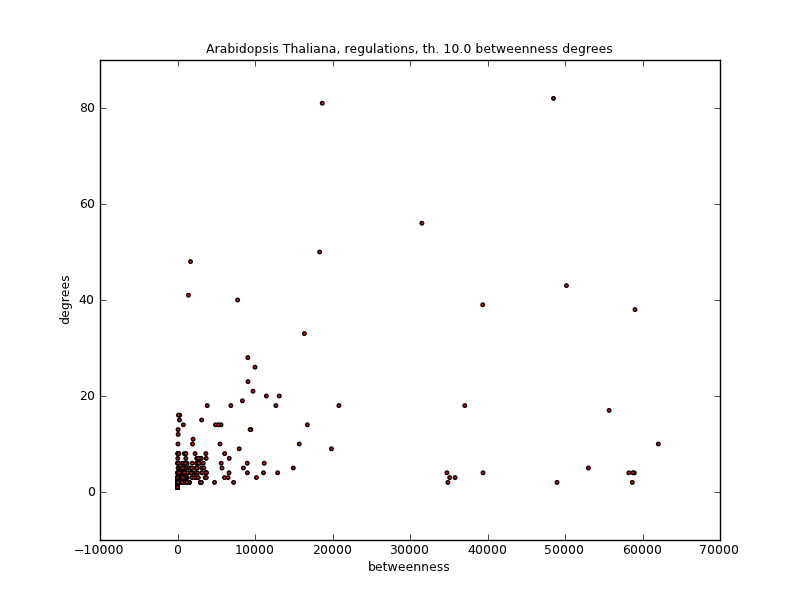 Arabidopsis Thaliana, regulations, th. 10.0 betweenness degrees
80
60
40
20
0
degrees
−10000 0 10000 20000 30000 40000 50000 60000 70000
betweenness